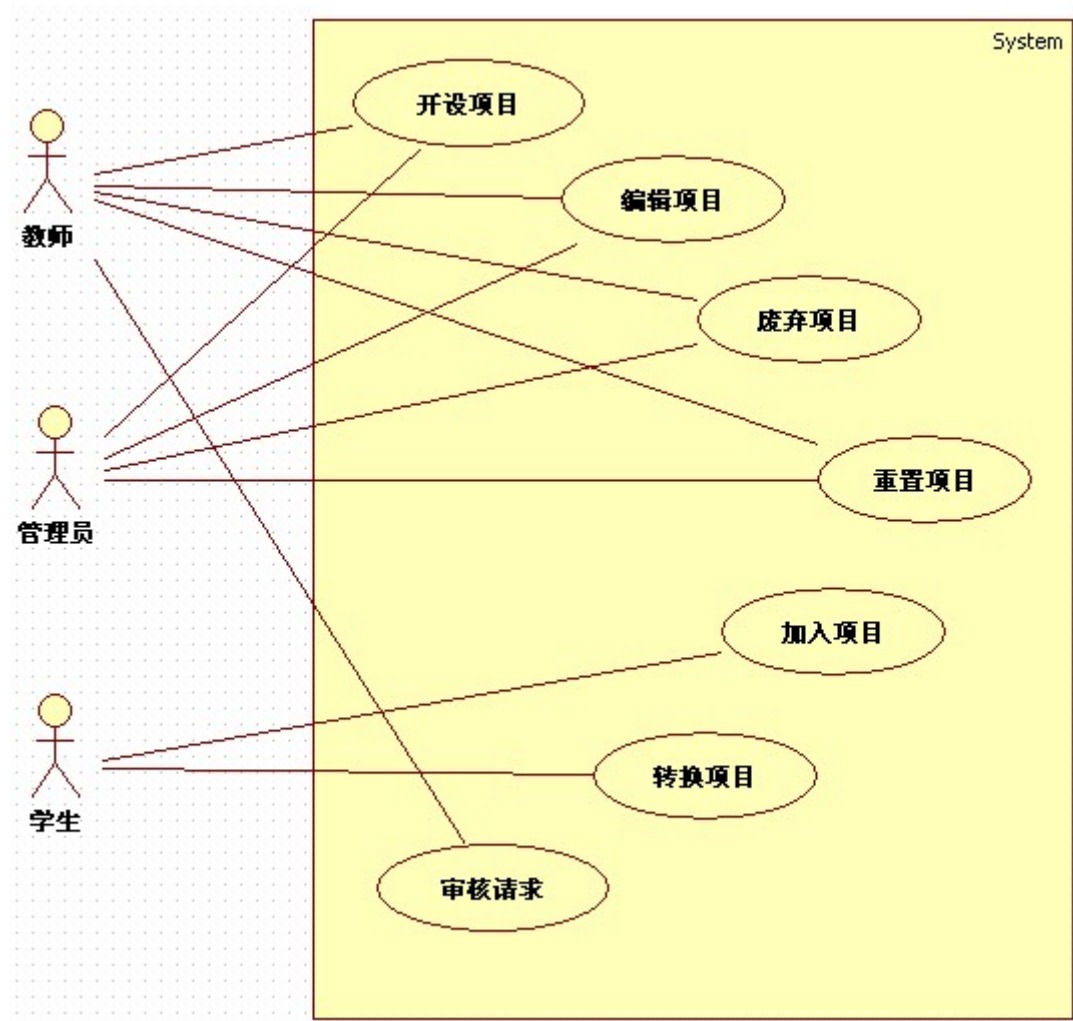 System
开设项目
编辑项目
教师
废弃项目
重置项目
管理员
加入项目
转换项目
学生
审核请求